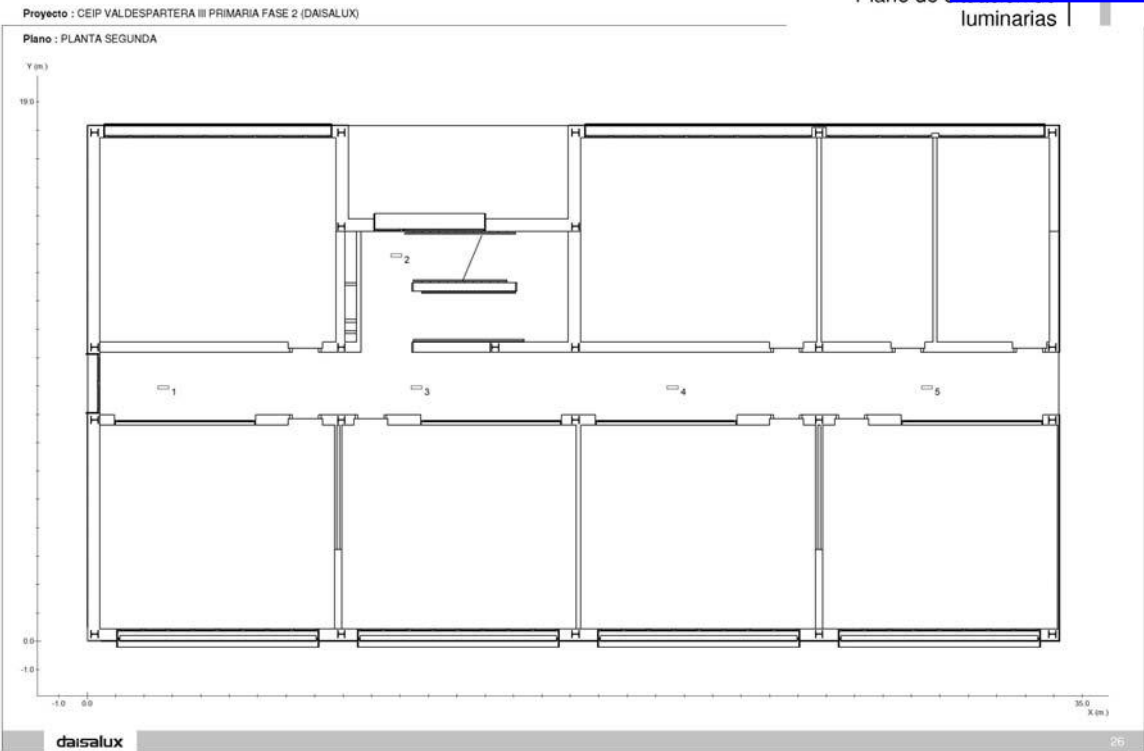 Proyecto : CEIP VALDESPARTERA III PRIMARIA FASE 2 (DAISALUX)
luminarias
Plano : PLANTA SEGUNDA
Y (m.)
19.0
2
1
3
4
5
0.0
-1.0
-1.0
0.0
35.0
X (m.)
daisalux
26